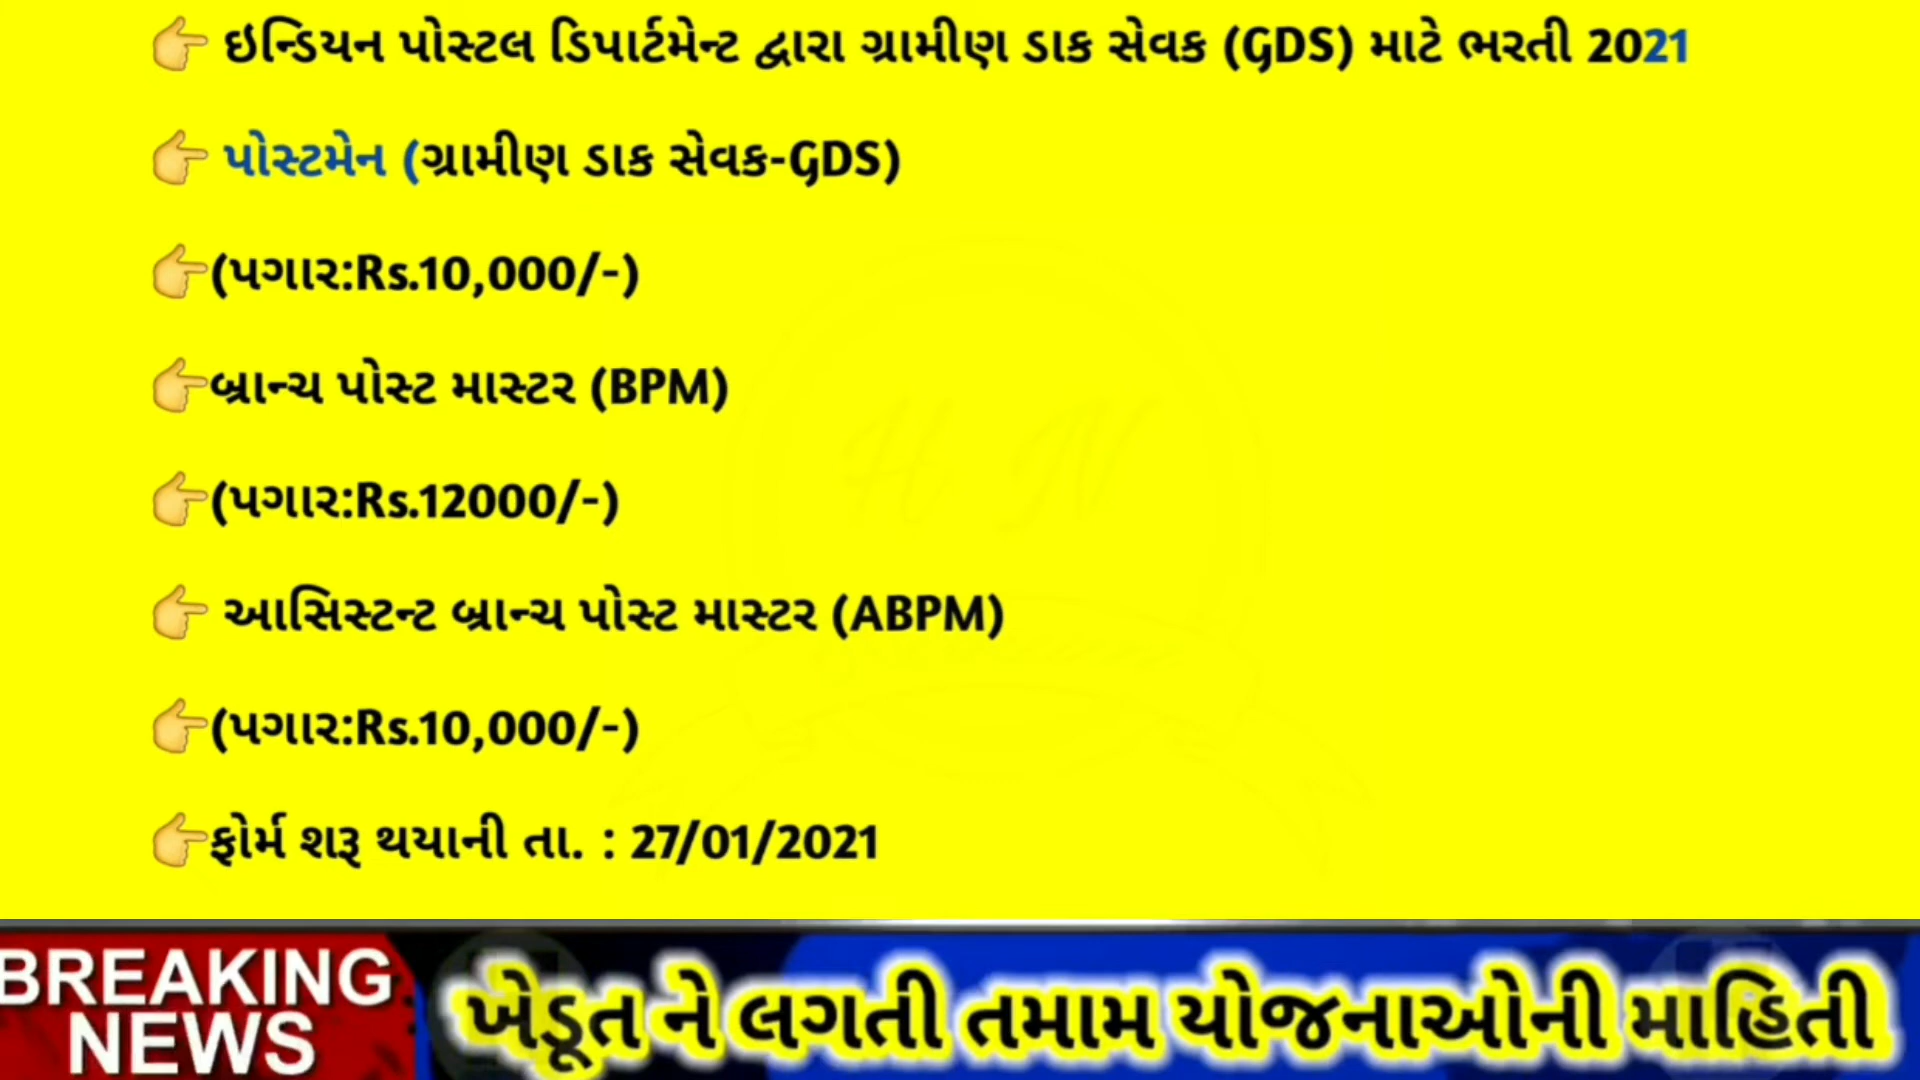 👉 ઇન્ડિયન પોસ્ટલ ડિપાર્ટમેન્ટ દ્વારા ગ્રામીણ ડાક સેવક (GDS) માટે ભરતી 2021
👉 પોસ્ટમેન (ગ્રામીણ ડાક સેવક-GDS)
👉(પગાર:Rs.10,000/-)
👉બ્રાન્ચ પોસ્ટ માસ્ટર (BPM)
👉(પગાર:Rs.12000/-)
👉 આસિસ્ટન્ટ બ્રાન્ચ પોસ્ટ માસ્ટર (ABPM)
👉(પગાર:Rs.10,000/-)
👉ફોર્મ શરૂ થયાની તા. : 27/01/2021
H N
BREAKING
NEWS
ખેડૂત ને લગતી તમામ યોજનાઓની માહિતી